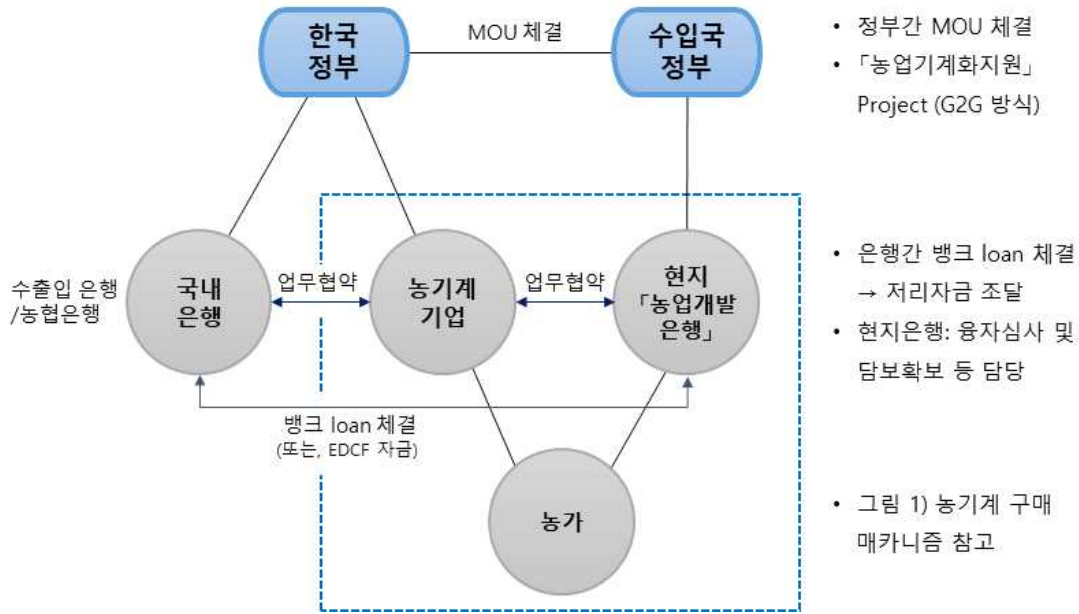 한국
정부
MOU 체결
수입국
정부
• 정부간 MOU 체결
• 「농업기계화지원」
Project (G2G 방식)
수출입 은행
/농협은행
국내
은행
업무협약
농기계
기업
업무협약
현지
「농업개발
은행」
• 은행간 뱅크 loan 체결
→ 저리자금 조달
• 현지은행: 융자심사 및
담보확보 등 담당
뱅크 loan 체결
(또는, EDCF 자금)
농가
• 그림 1) 농기계 구매
매카니즘 참고